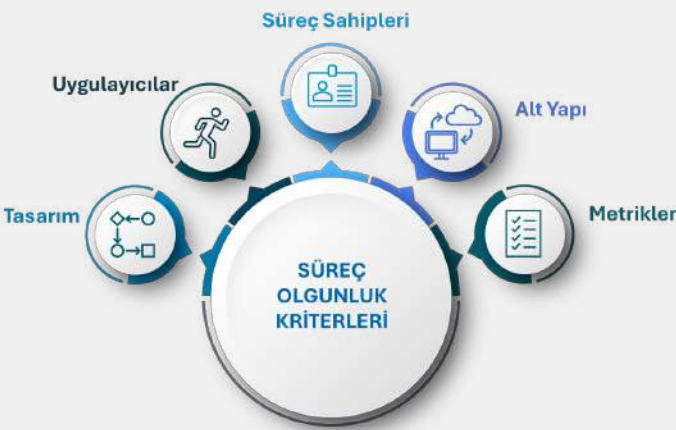 Süreç Sahipleri
Uygulayıcılar
Alt Yapı
Tasarım
Metrikler
SÜREÇ
OLGUNLUK
KRİTERLERİ